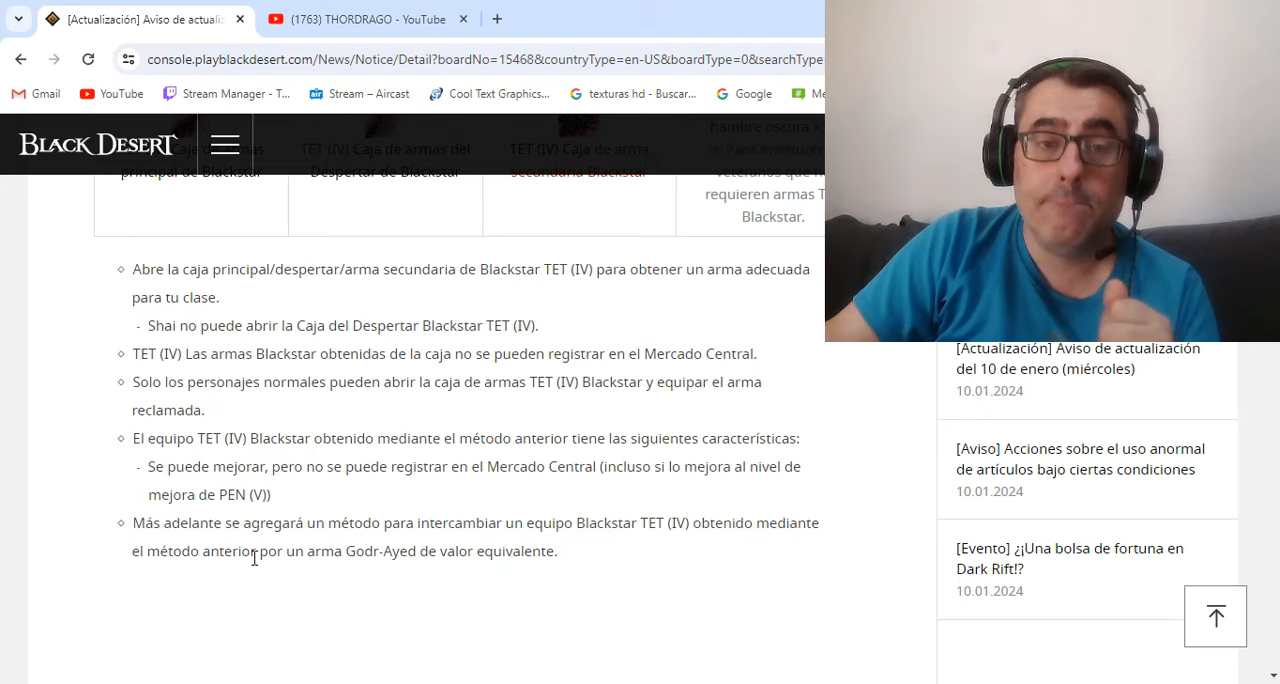 [Actualización] Aviso de actualiz
(1763) THORDRAGO - YouTube
console.playblackdesert.com/News/Notice/Detail?boardNo=15468&countryType=en-US&boardType=0&searchType
Gmail
YouTube
Stream Manager - T...
Stream – Aircast
Cool Text Graphics...
texturas hd - Buscar...
Google
BLACK DESERT
hambre oscura x
TET (IV) Caja de armas del
Despertar de Blackstar
TET (IV) Caja de arma
secundaria Blackstar
principal de Blackstar
requieren armas T
Blackstar.
Abre la caja principal/despertar/arma secundaria de Blackstar TET (IV) para obtener un arma adecuada
para tu clase.
- Shai no puede abrir la Caja del Despertar Blackstar TET (IV).
TET (IV) Las armas Blackstar obtenidas de la caja no se pueden registrar en el Mercado Central.
Solo los personajes normales pueden abrir la caja de armas TET (IV) Blackstar y equipar el arma
reclamada.
El equipo TET (IV) Blackstar obtenido mediante el método anterior tiene las siguientes características:
- Se puede mejorar, pero no se puede registrar en el Mercado Central (incluso si lo mejora al nivel de
mejora de PEN (V))
Más adelante se agregará un método para intercambiar un equipo Blackstar TET (IV) obtenido mediante
el método anterior por un arma Godr-Ayed de valor equivalente.
[Actualización] Aviso de actualización
del 10 de enero (miércoles)
10.01.2024
[Aviso] Acciones sobre el uso anormal
de artículos bajo ciertas condiciones
10.01.2024
[Evento] ¿¡Una bolsa de fortuna en
Dark Rift!?
10.01.2024